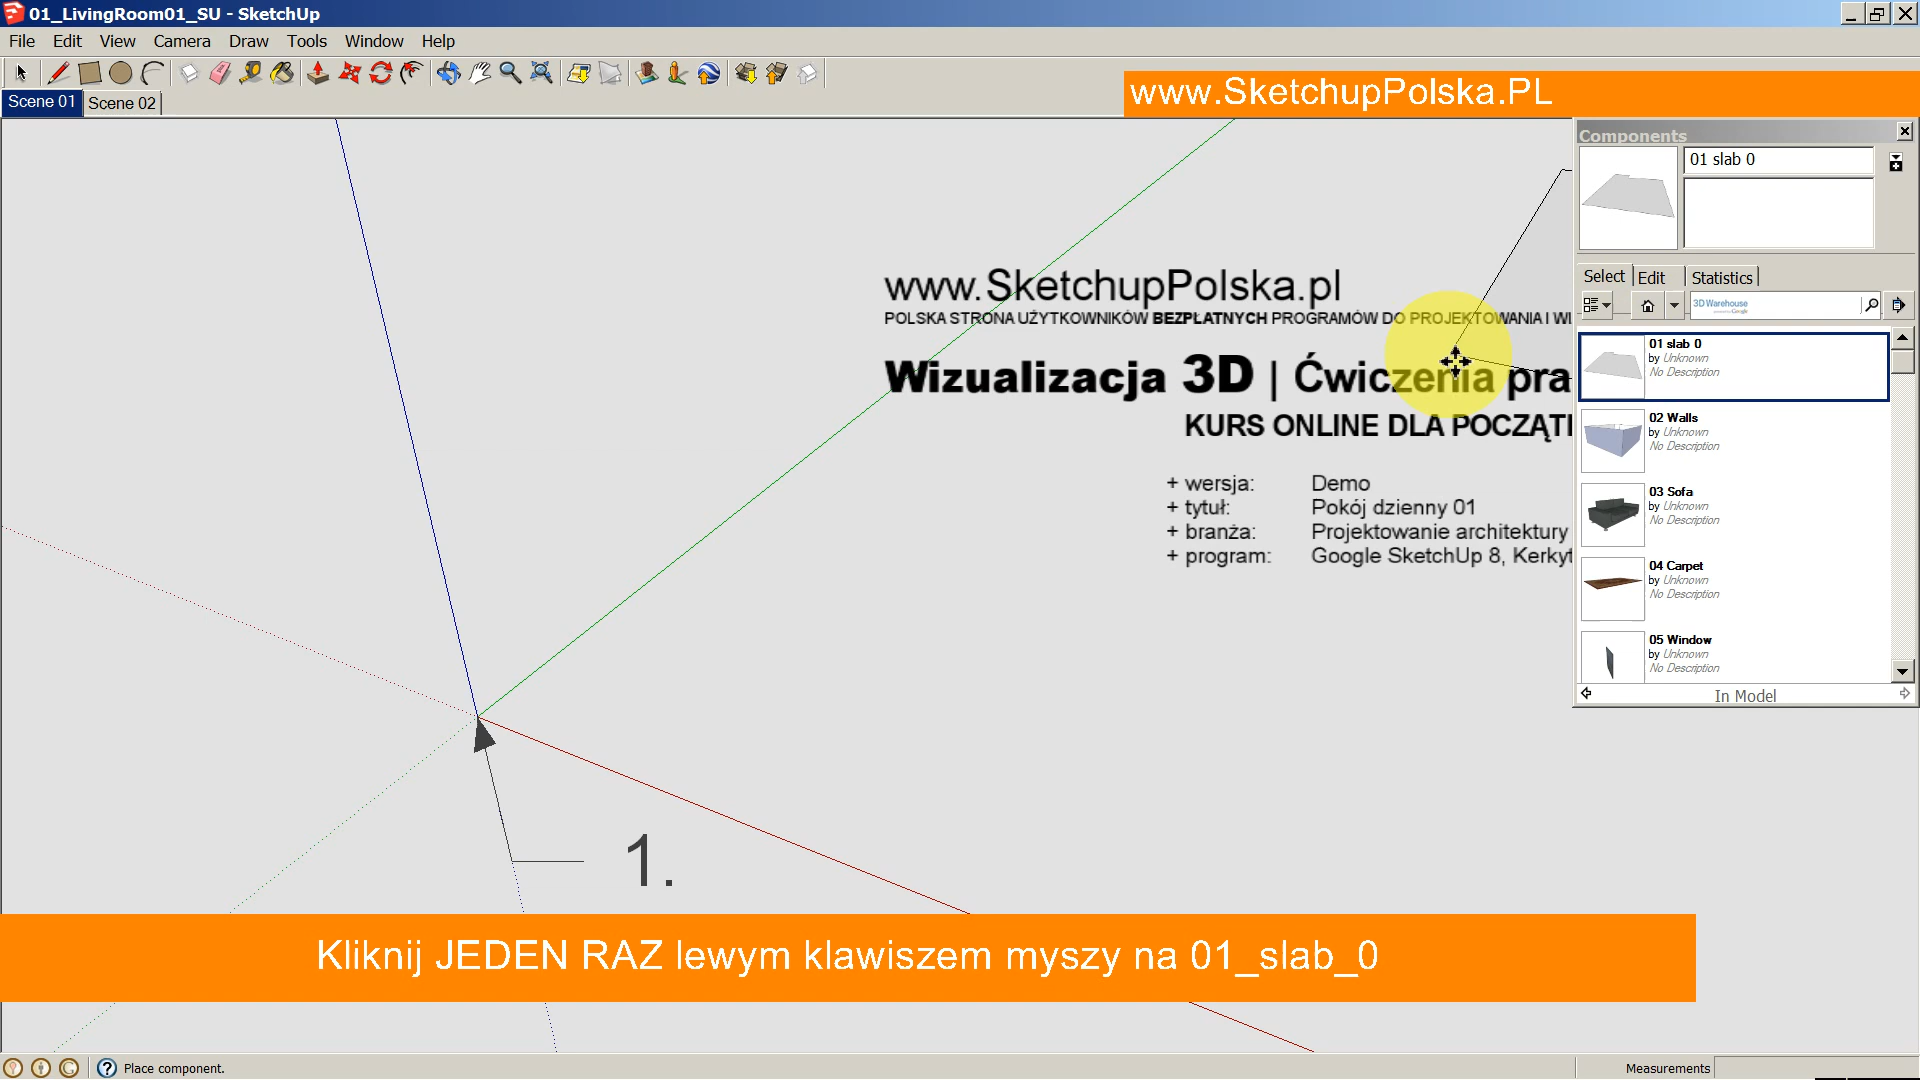 01_LivingRoom01_SU - SketchUp
File Edit View Camera Draw Tools Window Help
Scene 01 Scene 02
www.SketchupPolska.PL
Components
01 slab 0
Select Edit Statistics
3D Warehouse
01 slab 0
by Unknown
No Description
02 Walls
by Unknown
No Description
03 Sofa
by Unknown
No Description
04 Carpet
by Unknown
No Description
05 Window
by Unknown
No Description
In Model
www.SketchupPolska.pl
POLSKA STRONA UŻYTKOWNIKÓW BEZPŁATNYCH PROGRAMÓW DO PROJEKTOWANIA I WI
Wizualizacja 3D | Ćwiczenia pra
KURS ONLINE DLA POCZĄT
+ wersja: Demo
+ tytuł: Pokój dzienny 01
+ branża: Projektowanie architektury
+ program: Google SketchUp 8, Kerkyt
1.
Kliknij JEDEN RAZ lewym klawiszem myszy na 01_slab_0
Place component.
Measurements